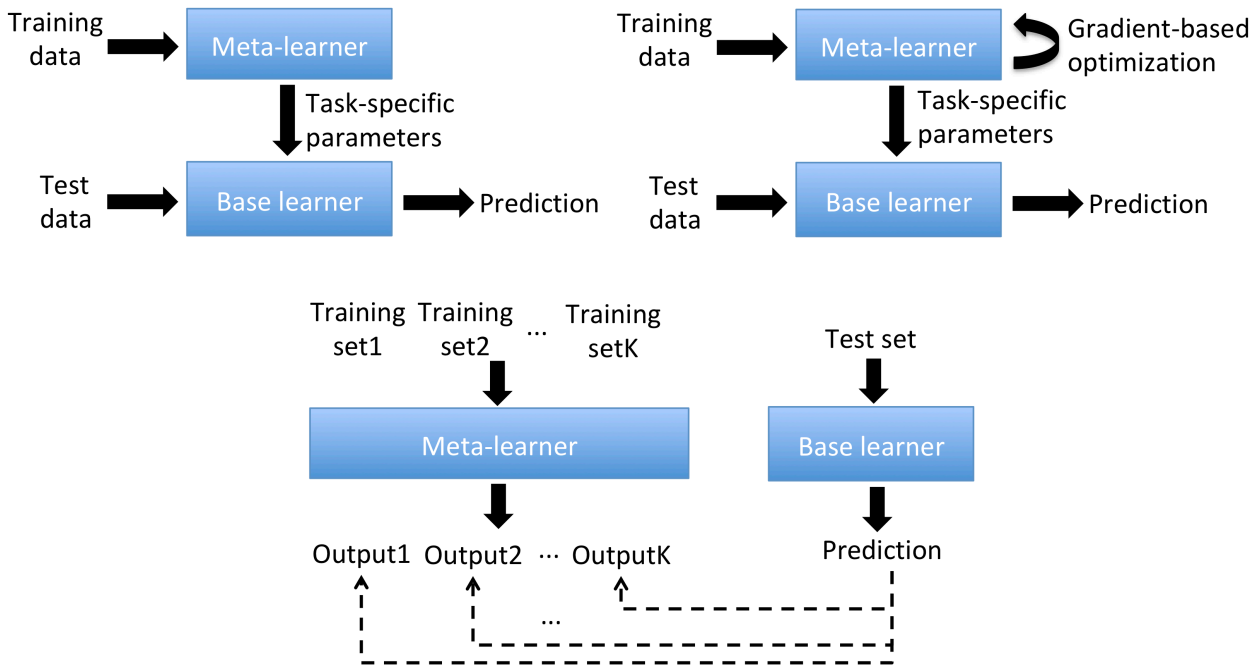 Training
data
Meta-learner
Task-specific
parameters
Test
data
Base learner
Prediction
Training
data
Meta-learner
Gradient-based
optimization
Task-specific
parameters
Test
data
Base learner
Prediction
Training
set1
Training
set2
...
Training
setK
Meta-learner
Output1
Output2
...
OutputK
...
Test set
Base learner
Prediction